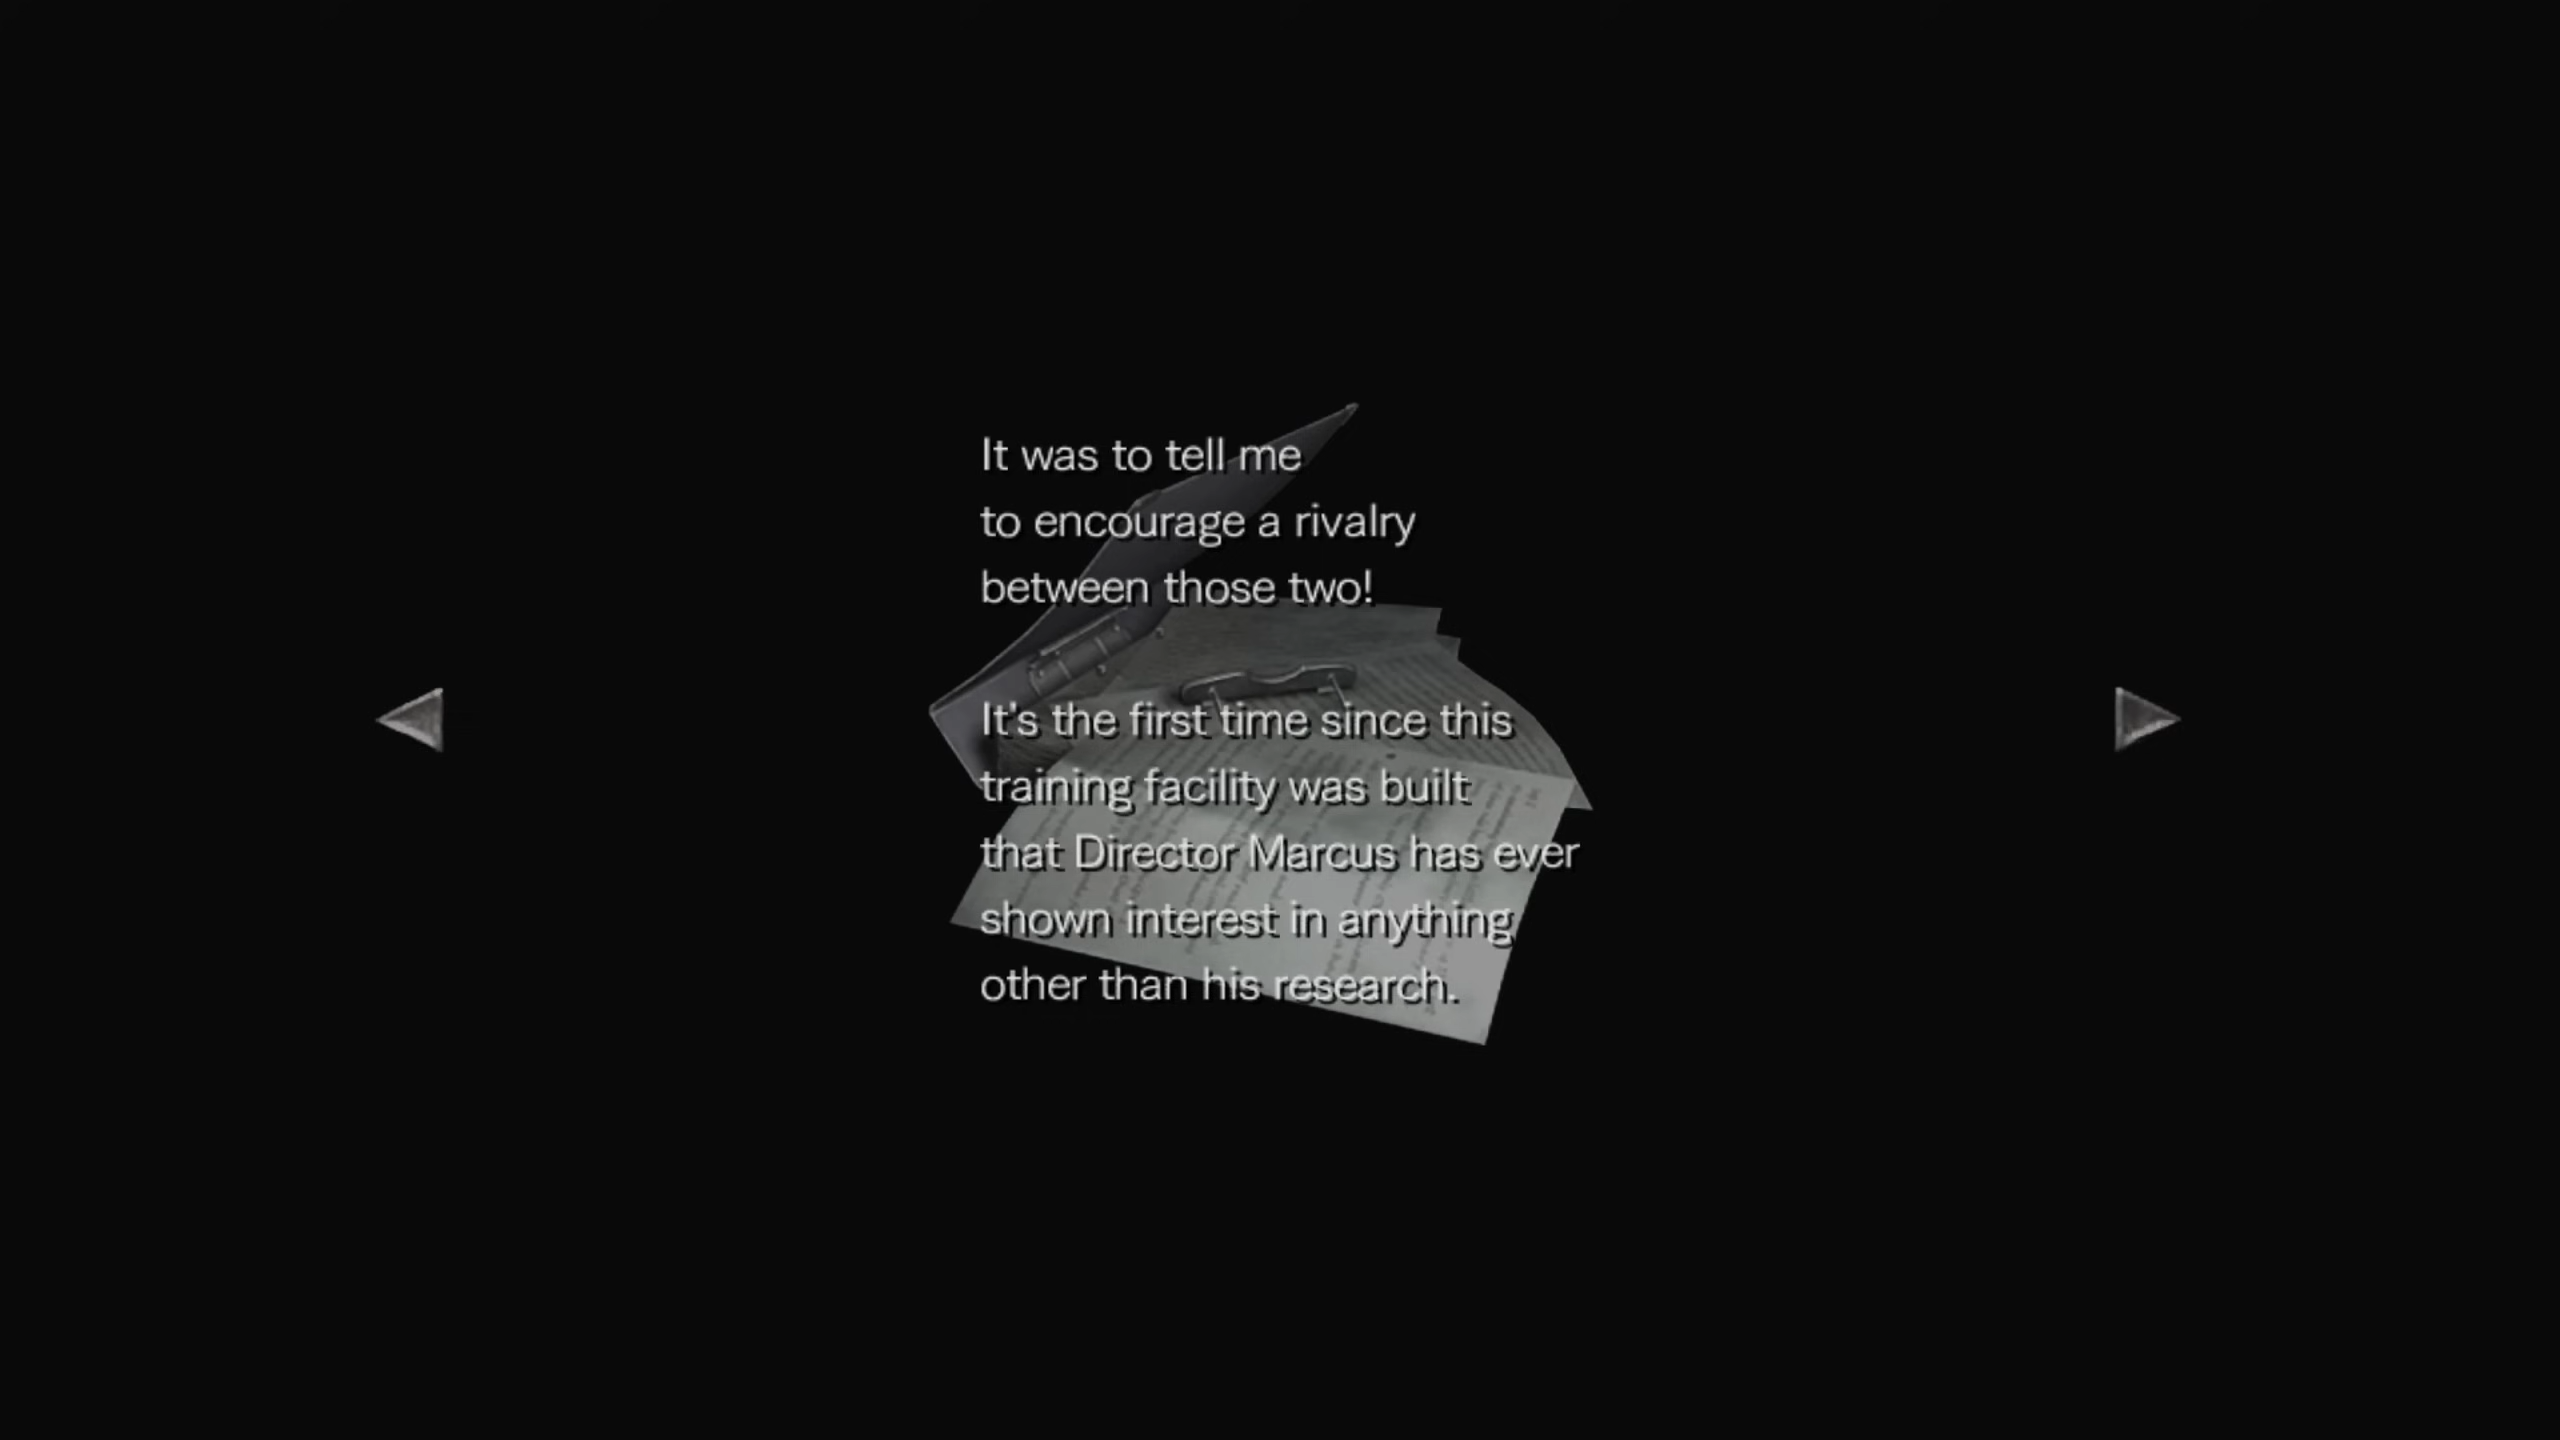 It was to tell me
to encourage a rivalry
between those two!
It's the first time since this
training facility was built
that Director Marcus has ever
shown interest in anything
other than his research.